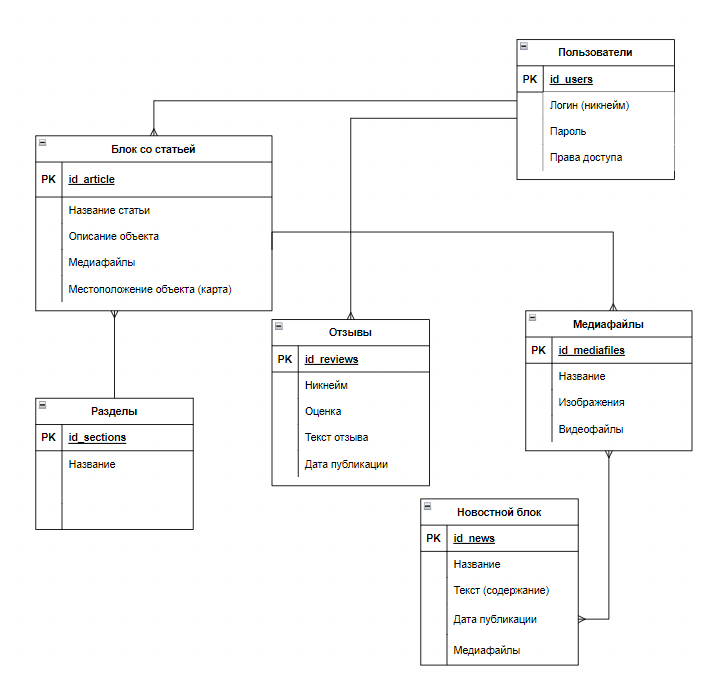 Пользователи
PK id_users
Логин (никнейм)
Пароль
Права доступа
Блок со статьей
PK id_article
Название статьи
Описание объекта
Медиафайлы
Местоположение объекта (карта)
Отзывы
PK id_reviews
Никнейм
Оценка
Текст отзыва
Дата публикации
Медиафайлы
PK id_mediafiles
Название
Изображения
Видеофайлы
Разделы
PK id_sections
Название
Новостной блок
PK id_news
Название
Текст (содержание)
Дата публикации
Медиафайлы